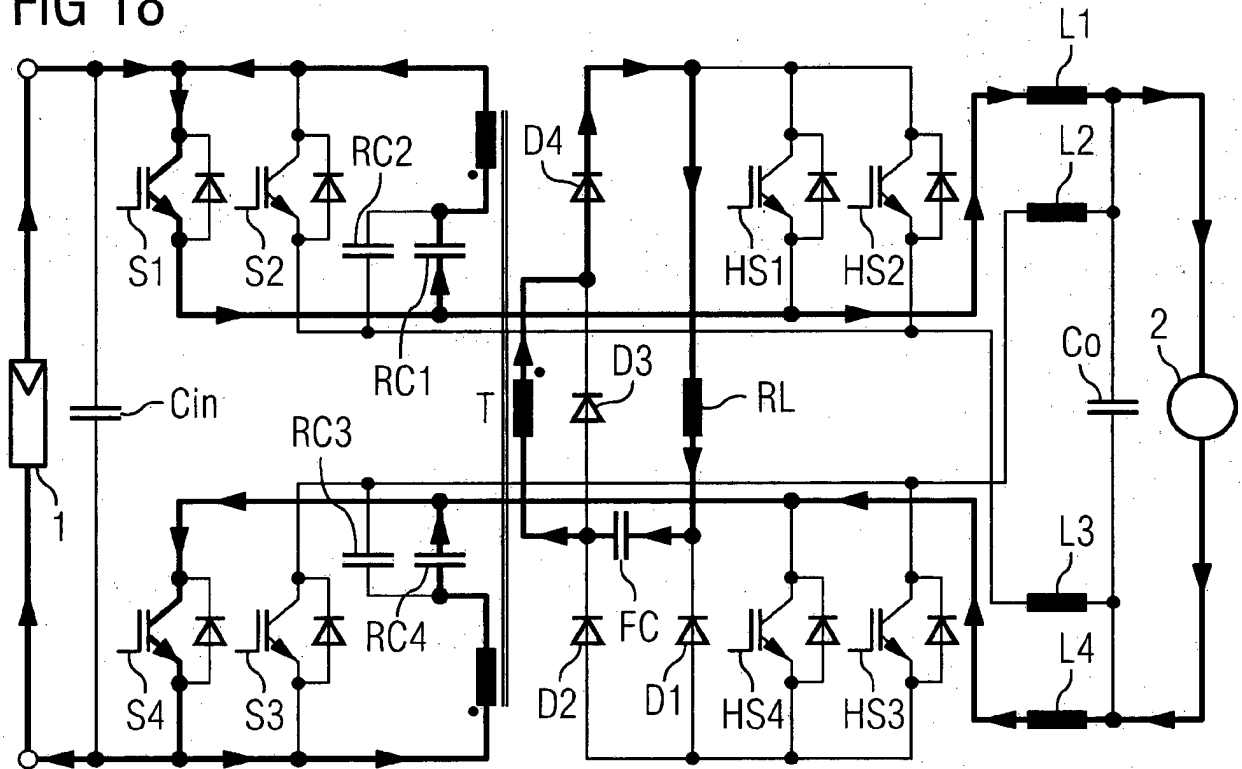 FIG 18
L1
D4
RC2
L2
S1
S2
HS1
HS2
RC1
D3
Co
2
Cin
T
RL
RC3
1
L3
FC
RC4
D2
D1
L4
S4
S3
HS4
HS3